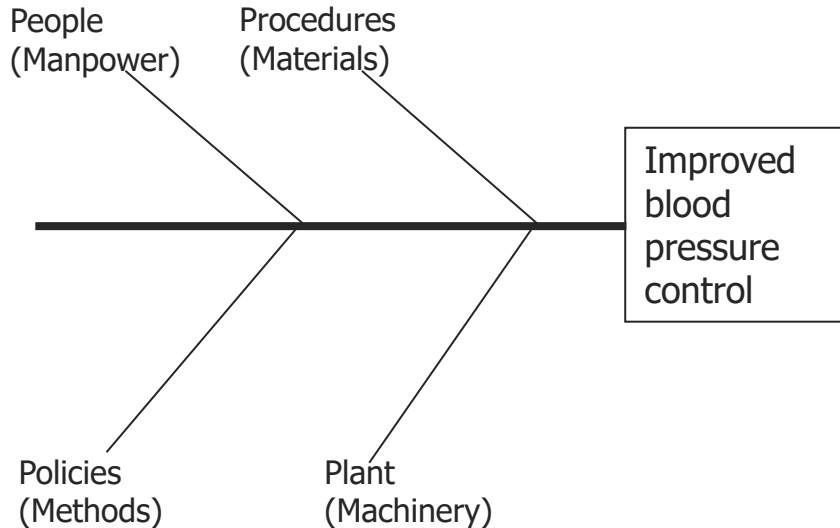 People
(Manpower)
Procedures
(Materials)
Improved
blood
pressure
control
Policies
(Methods)
Plant
(Machinery)